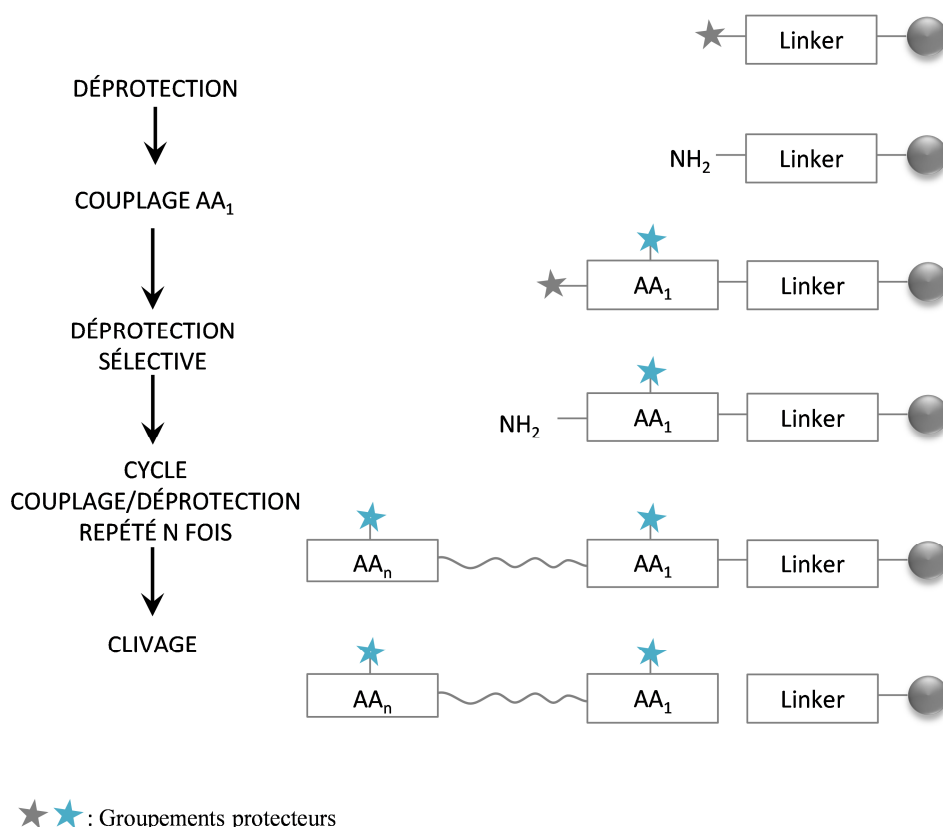 Linker
DÉPROTECTION
NH2
Linker
COUPLAGE AA1
AA1
Linker
DÉPROTECTION
SÉLECTIVE
NH2
AA1
Linker
CYCLE
COUPLAGE/DÉPROTECTION
REPÉTÉ N FOIS
AAn
AA1
Linker
CLIVAGE
AAn
AA1
Linker
: Groupements protecteurs